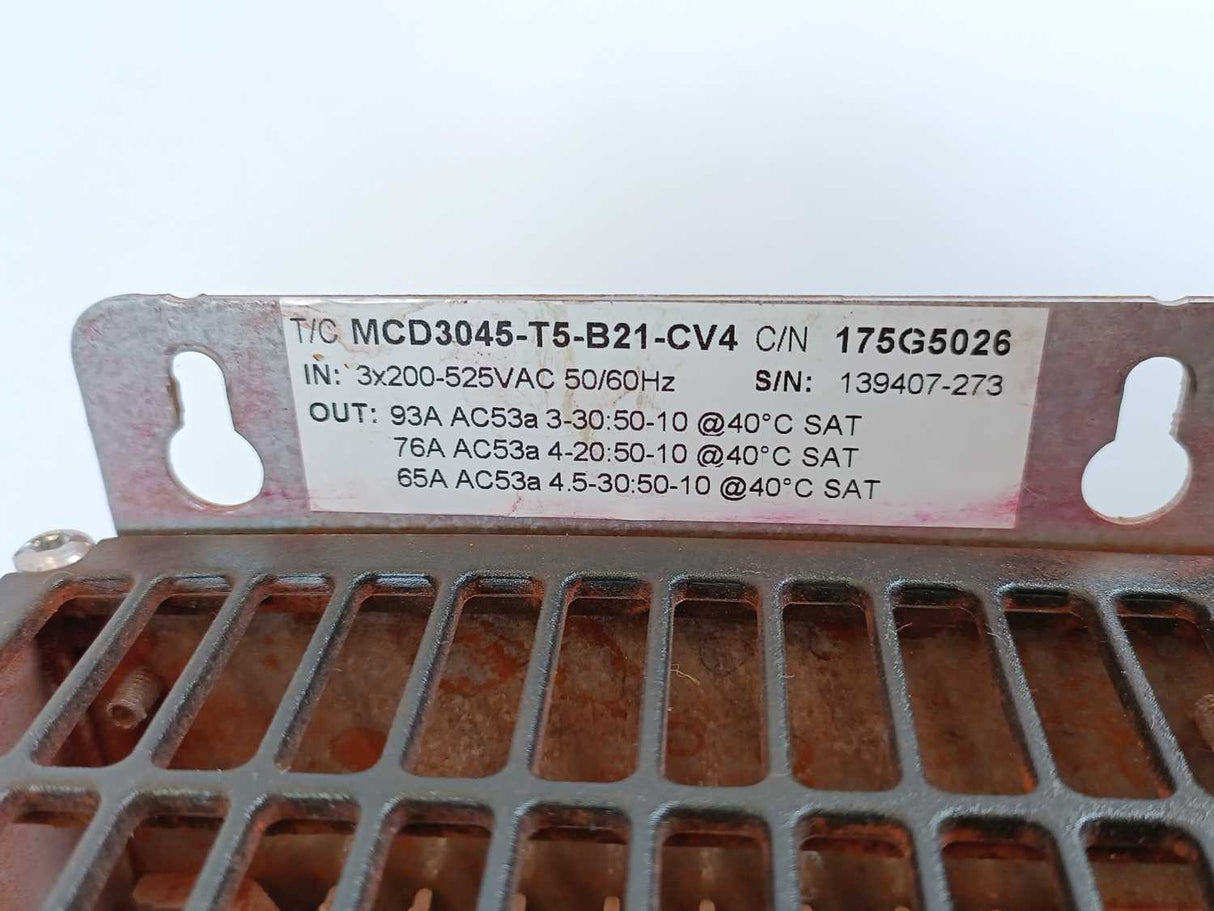 T/C MCD3045-T5-B21-CV4 C/N 175G5026
IN: 3x200-525VAC 50/60Hz S/N: 139407-273
OUT: 93A AC53a 3-30:50-10 @40°C SAT
76A AC53a 4-20:50-10 @40°C SAT
65A AC53a 4.5-30:50-10 @40°C SAT